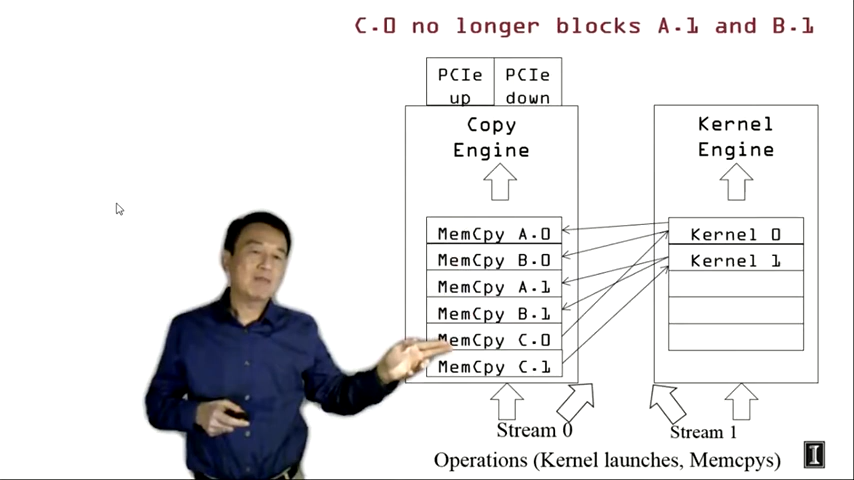 C.0 no longer blocks A.1 and B.1
PCIe up
PCIe down
Copy Engine
Kernel Engine
MemCpy A.0
MemCpy B.0
MemCpy A.1
MemCpy B.1
MemCpy C.0
MemCpy C.1
Kernel 0
Kernel 1
Stream 0
Stream 1
Operations (Kernel launches, Memcpys)
I